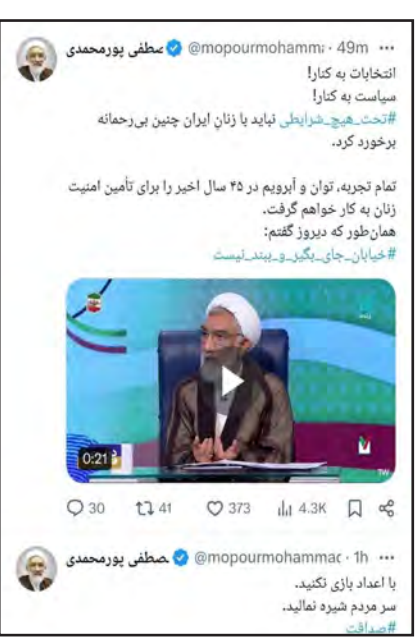 مصطفی پورمحمدی @mopourmohamm · 49m
انتخابات به کنار!
سیاست به کنار!
#تحت_هیچ_شرایطی نباید با زنان ایران چنین بی‌رحمانه
برخورد کرد.
تمام تجربه، توان و آبرویم در ۴۵ سال اخیر را برای تأمین امنیت
زنان به کار خواهم گرفت.
همان‌طور که دیروز گفتم:
#خیابان_جای_بگیر_و_ببند_نیست
0:21
TW
30 41 373 4.3K
مصطفی پورمحمدی @mopourmohammac · 1h
با اعداد بازی نکنید.
سر مردم شیره نمالید.
#صداقت